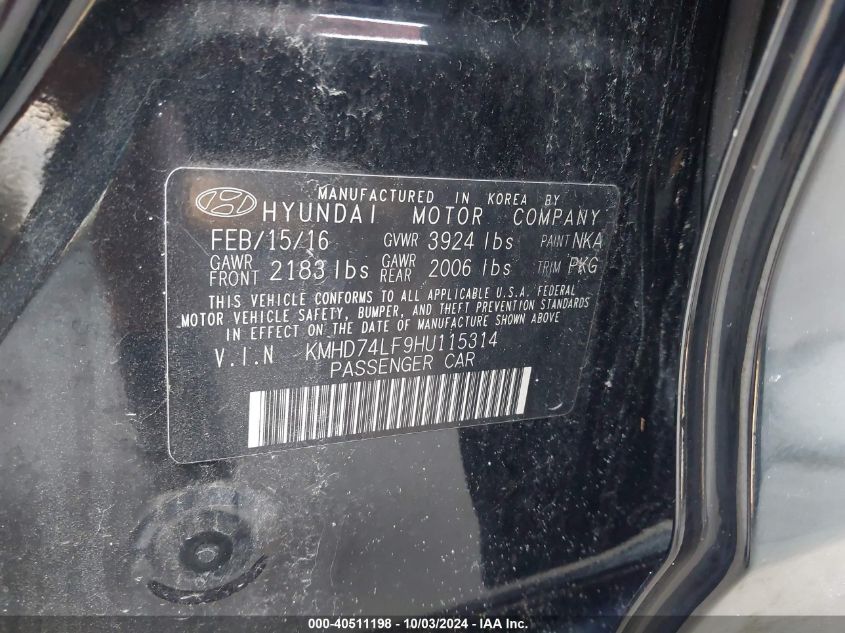 MANUFACTURED IN KOREA BY
HYUNDAI MOTOR COMPANY
FEB/15/16 GVWR 3924 lbs PAINT NKA
GAWR FRONT 2183 lbs GAWR REAR 2006 lbs TRIM PKG
THIS VEHICLE CONFORMS TO ALL APPLICABLE U.S.A. FEDERAL
MOTOR VEHICLE SAFETY, BUMPER, AND THEFT PREVENTION STANDARDS
IN EFFECT ON THE DATE OF MANUFACTURE SHOWN ABOVE
V.I.N KMHD74LF9HU115314
PASSENGER CAR
000-40511198 - 10/03/2024 - IAAI.COM